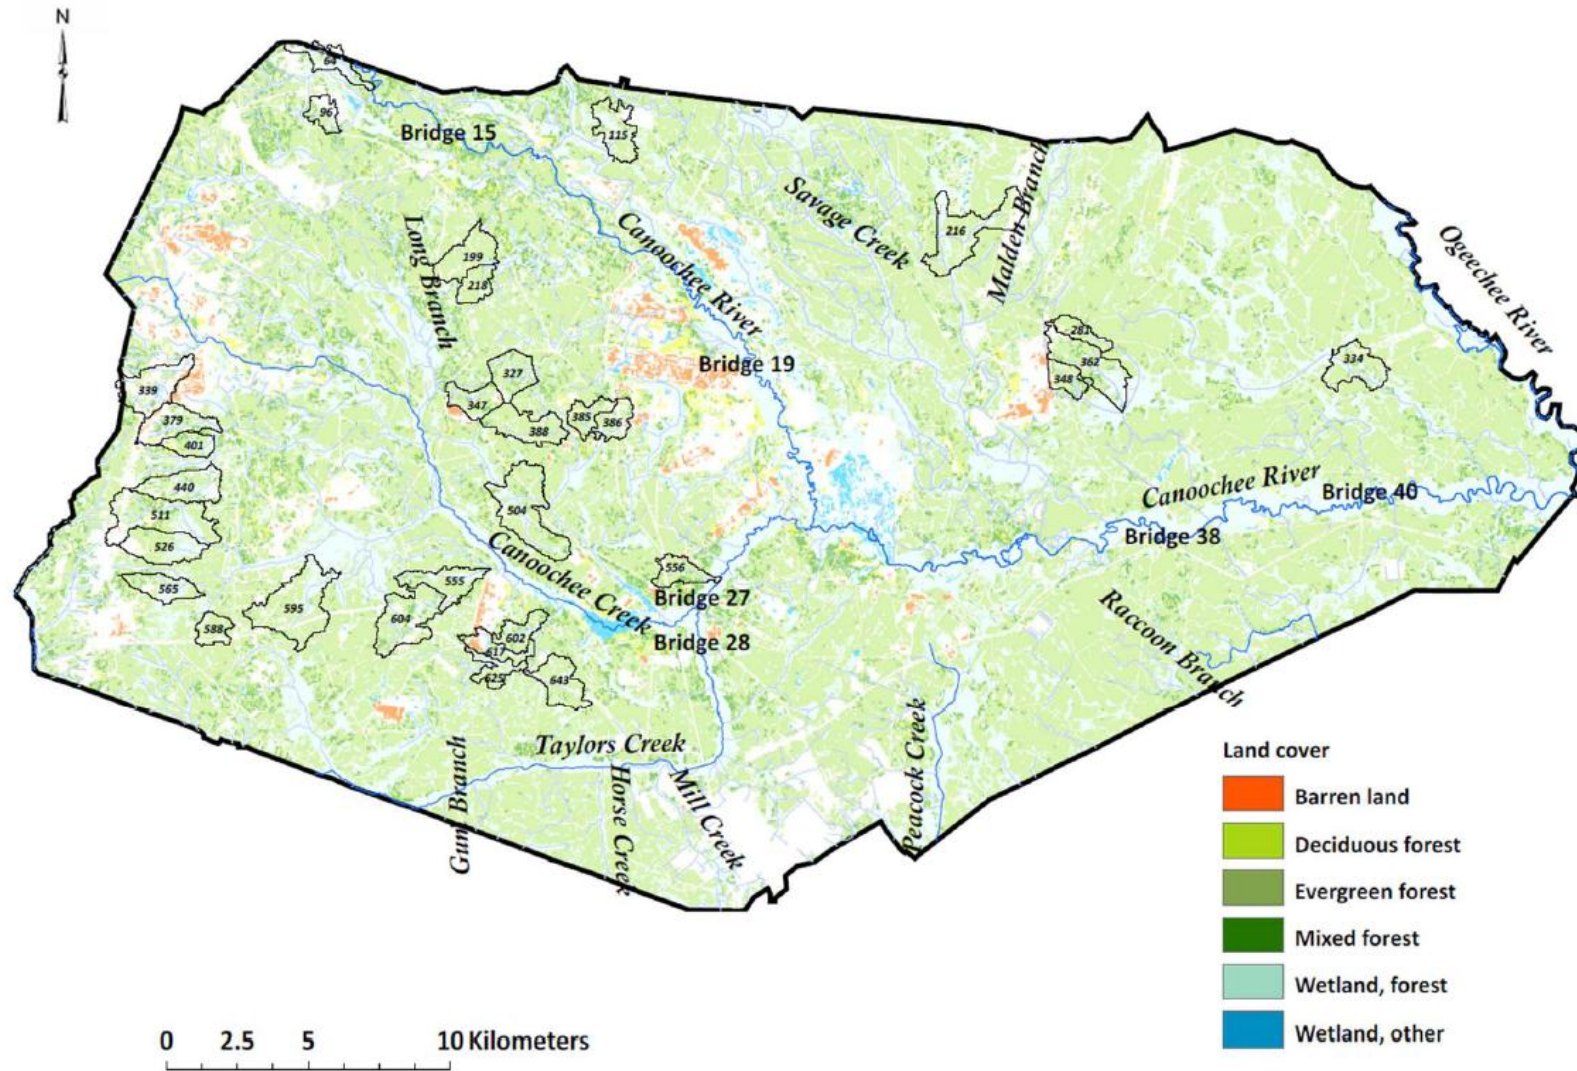 N
64
96
Bridge 15
115
Savage Creek
Malden Branch
216
Long Branch
199
218
Canoochee River
Ogeechee River
Bridge 19
281
362
348
334
327
347
339
379
401
385
386
388
440
511
526
504
Canoochee River
Bridge 40
Bridge 38
Canoochee Creek
556
Bridge 27
Bridge 28
565
588
595
555
604
602
617
625
643
Raccoon Branch
Peacock Creek
Taylors Creek
Gum Branch
Horse Creek
Mill Creek
Land cover
Barren land
Deciduous forest
Evergreen forest
Mixed forest
Wetland, forest
Wetland, other
0 2.5 5 10 Kilometers